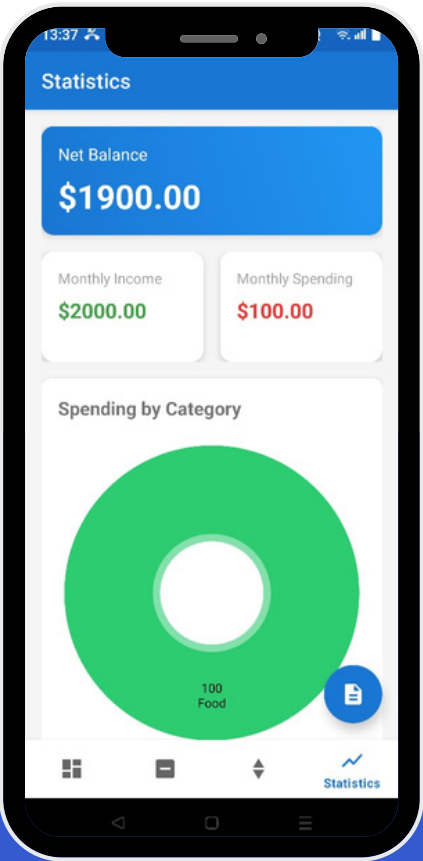 13:37
Statistics
Net Balance
$1900.00
Monthly Income
Monthly Spending
$2000.00
$100.00
Spending by Category
100
Food
Statistics